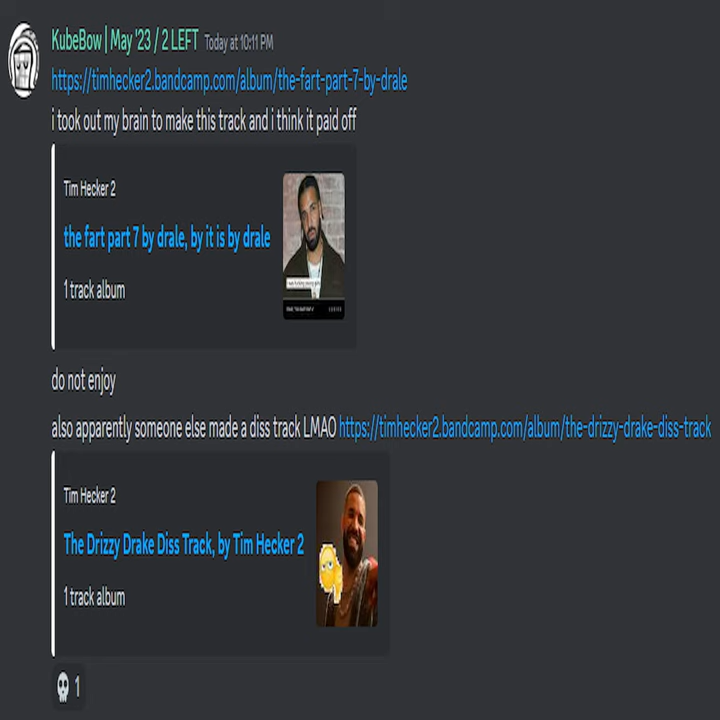 KubeBow | May '23 / 2 LEFT Today at 10:11 PM
https://timhecker2.bandcamp.com/album/the-fart-part-7-by-drale
i took out my brain to make this track and i think it paid off
Tim Hecker 2
the fart part 7 by drale, by it is by drale
1 track album
do not enjoy
also apparently someone else made a diss track LMAO https://timhecker2.bandcamp.com/album/the-drizzy-drake-diss-track
Tim Hecker 2
The Drizzy Drake Diss Track, by Tim Hecker 2
1 track album
1